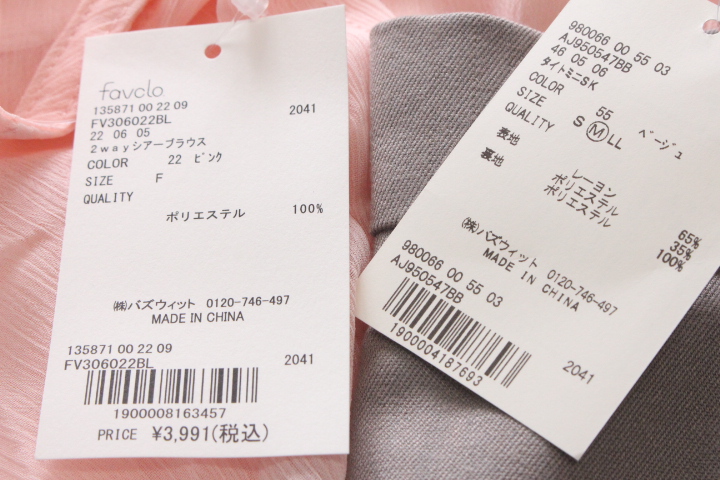 favclo
135871 00 22 09
2041
FV306022BL
22 06 05
2wayシアーブラウス
COLOR 22 ピンク
SIZE F
QUALITY
ポリエステル 100%
㈱バズウィット 0120-746-497
MADE IN CHINA
135871 00 22 09
FV306022BL
2041
1900008163457
PRICE ¥3,991(税込)
980066 00 55 03
AJ950547BB
46 05 06
タイトミニSK
COLOR 55 ベージュ
SIZE S M LL
QUALITY
表地 レーヨン 65%
ポリエステル 35%
裏地 ポリエステル 100%
㈱バズウィット 0120-746-497
MADE IN CHINA
980066 00 55 03
AJ950547BB
1900004187693
2041